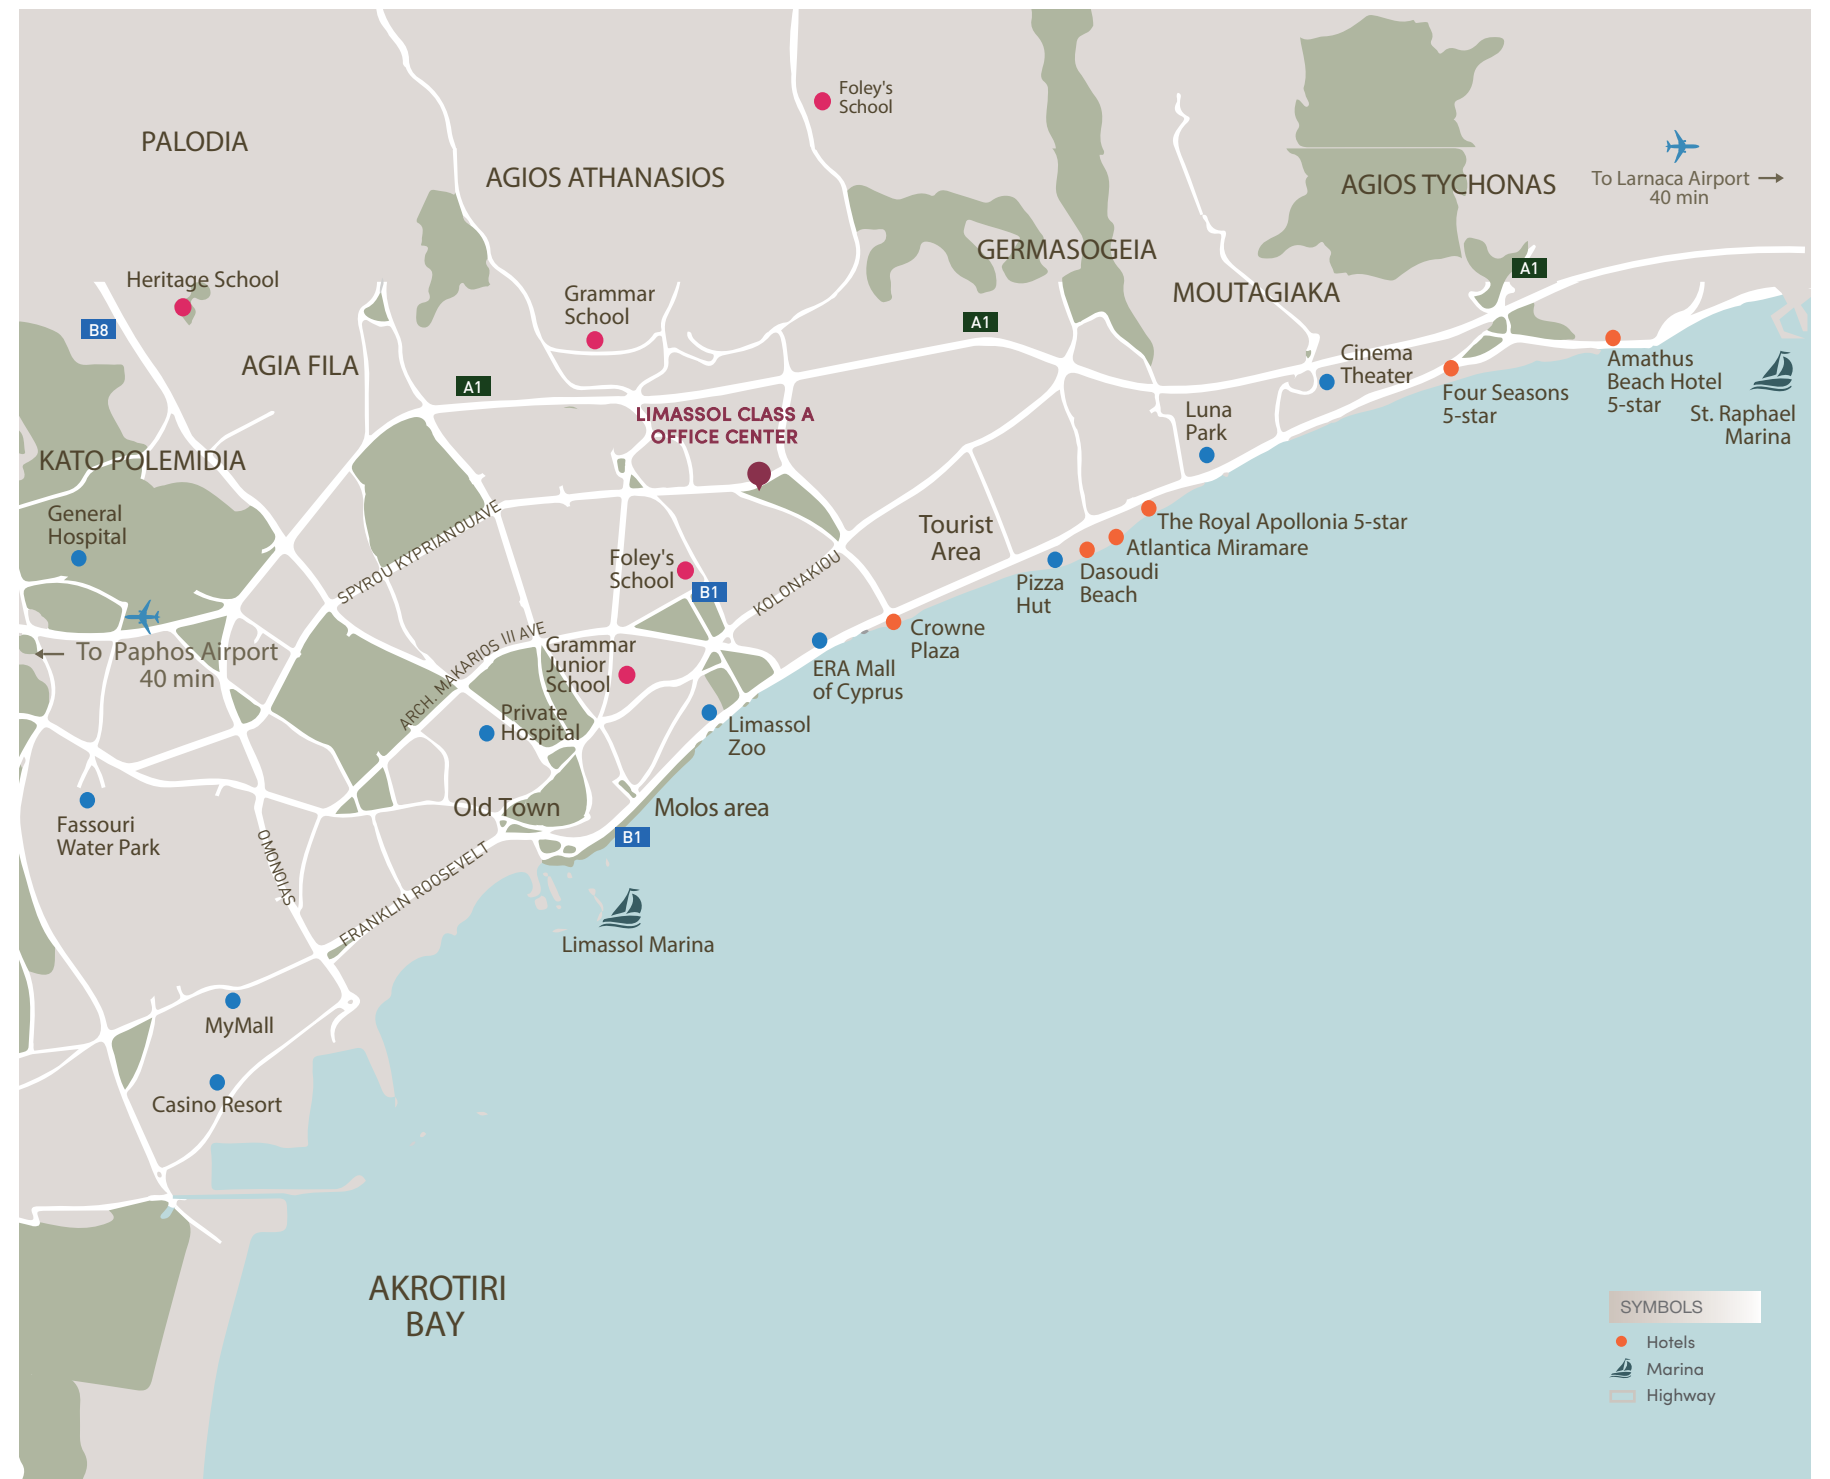 Foley's
School
PALODIA
AGIOS ATHANASIOS
AGIOS TYCHONAS
To Larnaca Airport
40 min
GERMASOGEIA
MOUTAGIAKA
A1
Heritage School
B8
Grammar
School
A1
AGIA FILA
A1
Cinema
Theater
Four Seasons
5-star
Amathus
Beach Hotel
5-star
St. Raphael
Marina
LIMASSOL CLASS A
OFFICE CENTER
Luna
Park
KATO POLEMIDIA
General
Hospital
SPYROU KYPRIANOUAVE
Tourist
Area
The Royal Apollonia 5-star
Atlantica Miramare
Dasoudi
Beach
Pizza
Hut
Foley's
School
B1
KOLONAKIOU
Crowne
Plaza
To Paphos Airport
40 min
ARCH. MAKARIOS III AVE
Grammar
Junior
School
ERA Mall
of Cyprus
Private
Hospital
Limassol
Zoo
Old Town
Molos area
B1
Fassouri
Water Park
OMONOIAS
FRANKLIN ROOSEVELT
Limassol Marina
MyMall
Casino Resort
AKROTIRI
BAY
SYMBOLS
Hotels
Marina
Highway